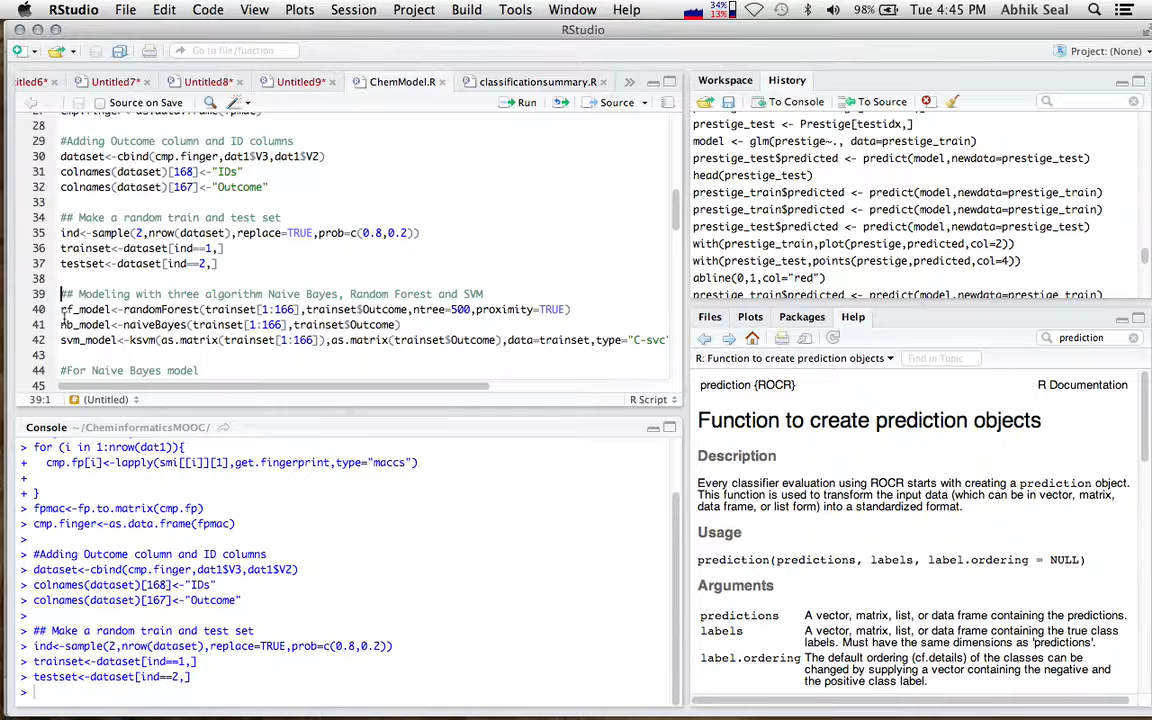 RStudio File Edit Code View Plots Session Project Build Tools Window Help 34% 13% 98% Tue 4:45 PM Abhik Seal
RStudio
Go to file/function Project: (None)
itled6* Untitled7* Untitled8* Untitled9* ChemModel.R classificationsummary.R
Source on Save Run Source
28
29 #Adding Outcome column and ID columns
30 dataset<-cbind(cmp.finger,dat1$V3,dat1$V2)
31 colnames(dataset)[168]<-"IDs"
32 colnames(dataset)[167]<-"Outcome"
33
34 ## Make a random train and test set
35 ind<-sample(2,nrow(dataset),replace=TRUE,prob=c(0.8,0.2))
36 trainset<-dataset[ind==1,]
37 testset<-dataset[ind==2,]
38
39 ## Modeling with three algorithm Naive Bayes, Random Forest and SVM
40 rf_model<-randomForest(trainset[1:166],trainset$Outcome,ntree=500,proximity=TRUE)
41 nb_model<-naiveBayes(trainset[1:166],trainset$Outcome)
42 svm_model<-ksvm(as.matrix(trainset[1:166]),as.matrix(trainset$Outcome),data=trainset,type="C-svc"
43
44 #For Naive Bayes model
45
39:1 (Untitled) R Script
Console ~/CheminformaticsMOOC/
> for (i in 1:nrow(dat1)){
+ cmp.fp[i]<-lapply(smi[[i]][1],get.fingerprint,type="maccs")
+
+ }
> fpmac<-fp.to.matrix(cmp.fp)
> cmp.finger<-as.data.frame(fpmac)
>
> #Adding Outcome column and ID columns
> dataset<-cbind(cmp.finger,dat1$V3,dat1$V2)
> colnames(dataset)[168]<-"IDs"
> colnames(dataset)[167]<-"Outcome"
>
> ## Make a random train and test set
> ind<-sample(2,nrow(dataset),replace=TRUE,prob=c(0.8,0.2))
> trainset<-dataset[ind==1,]
> testset<-dataset[ind==2,]
>
Workspace History
To Console To Source
prestige_test <- Prestige[testidx,]
model <- glm(prestige~., data=prestige_train)
prestige_test$predicted <- predict(model,newdata=prestige_test)
head(prestige_test)
prestige_train$predicted <- predict(model,newdata=prestige_train)
prestige_train$predicted <- predict(model,newdata=prestige_train)
prestige_test$predicted <- predict(model,newdata=prestige_test)
with(prestige_train,plot(prestige,predicted,col=2))
with(prestige_test,points(prestige,predicted,col=4))
abline(0,1,col="red")
prestige_train$predicted <- predict(model,newdata=prestige_train)
Files Plots Packages Help
prediction
R: Function to create prediction objects Find in Topic
prediction {ROCR} R Documentation
Function to create prediction objects
Description
Every classifier evaluation using ROCR starts with creating a prediction object.
This function is used to transform the input data (which can be in vector, matrix,
data frame, or list form) into a standardized format.
Usage
prediction(predictions, labels, label.ordering = NULL)
Arguments
predictions A vector, matrix, list, or data frame containing the predictions.
labels A vector, matrix, list, or data frame containing the true class
labels. Must have the same dimensions as 'predictions'.
label.ordering The default ordering (cf.details) of the classes can be
changed by supplying a vector containing the negative and
the positive class label.